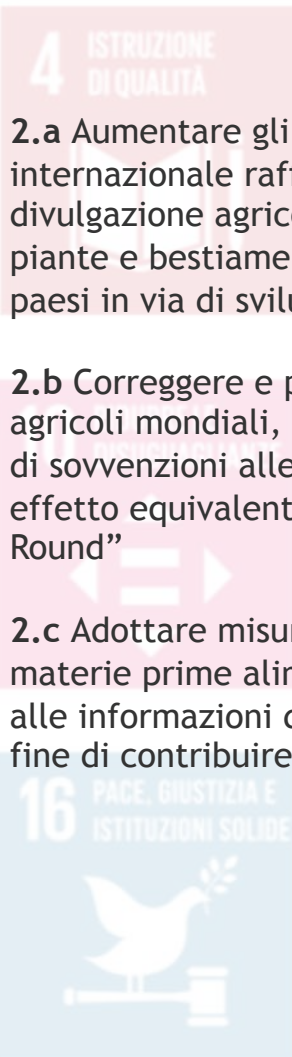 4 ISTRUZIONE
DI QUALITÀ
2.a Aumentare gli
internazionale raf
divulgazione agric
piante e bestiame
paesi in via di svil
2.b Correggere e p
agricoli mondiali,
di sovvenzioni alle
effetto equivalent
Round”
2.c Adottare misu
materie prime alin
alle informazioni
fine di contribuire
16 PACE, GIUSTIZIA E
ISTITUZIONI SOLIDE